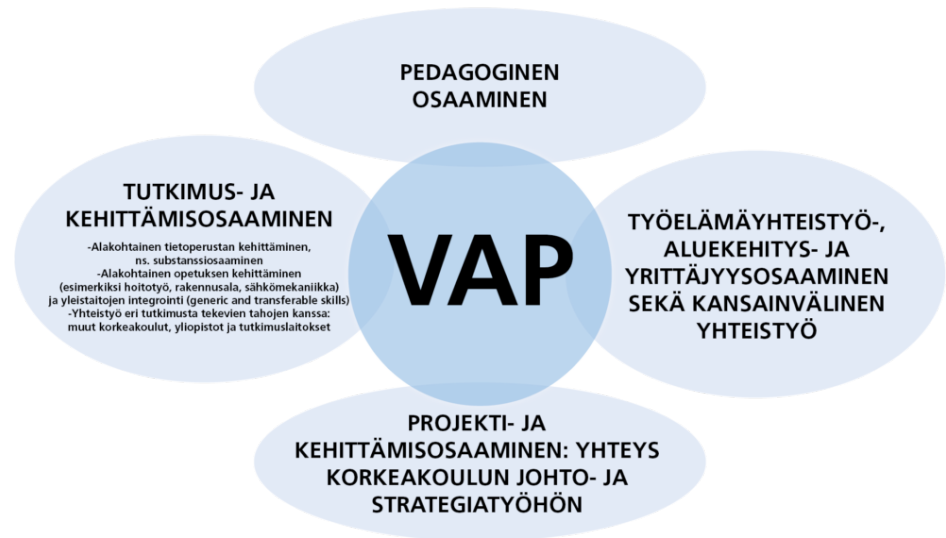 PEDAGOGINEN
OSAAMINEN
TUTKIMUS- JA
KEHITTÄMISOSAAMINEN
-Alakohtainen tietoperustan kehittäminen,
ns. substanssiosaaminen
-Alakohtainen opetuksen kehittäminen
(esimerkiksi hoitotyö, rakennusala, sähkömekaniikka)
ja yleistaitojen integrointi (generic and transferable skills)
-Yhteistyö eri tutkimusta tekevien tahojen kanssa:
muut korkeakoulut, yliopistot ja tutkimuslaitokset
VAP
TYÖELÄMÄYHTEISTYÖ-,
ALUEKEHITYS- JA
YRITTÄJYYSOSAAMINEN
SEKÄ KANSAINVÄLINEN
YHTEISTYÖ
PROJEKTI- JA
KEHITTÄMISOSAAMINEN: YHTEYS
KORKEAKOULUN JOHTO- JA
STRATEGIATYÖHÖN